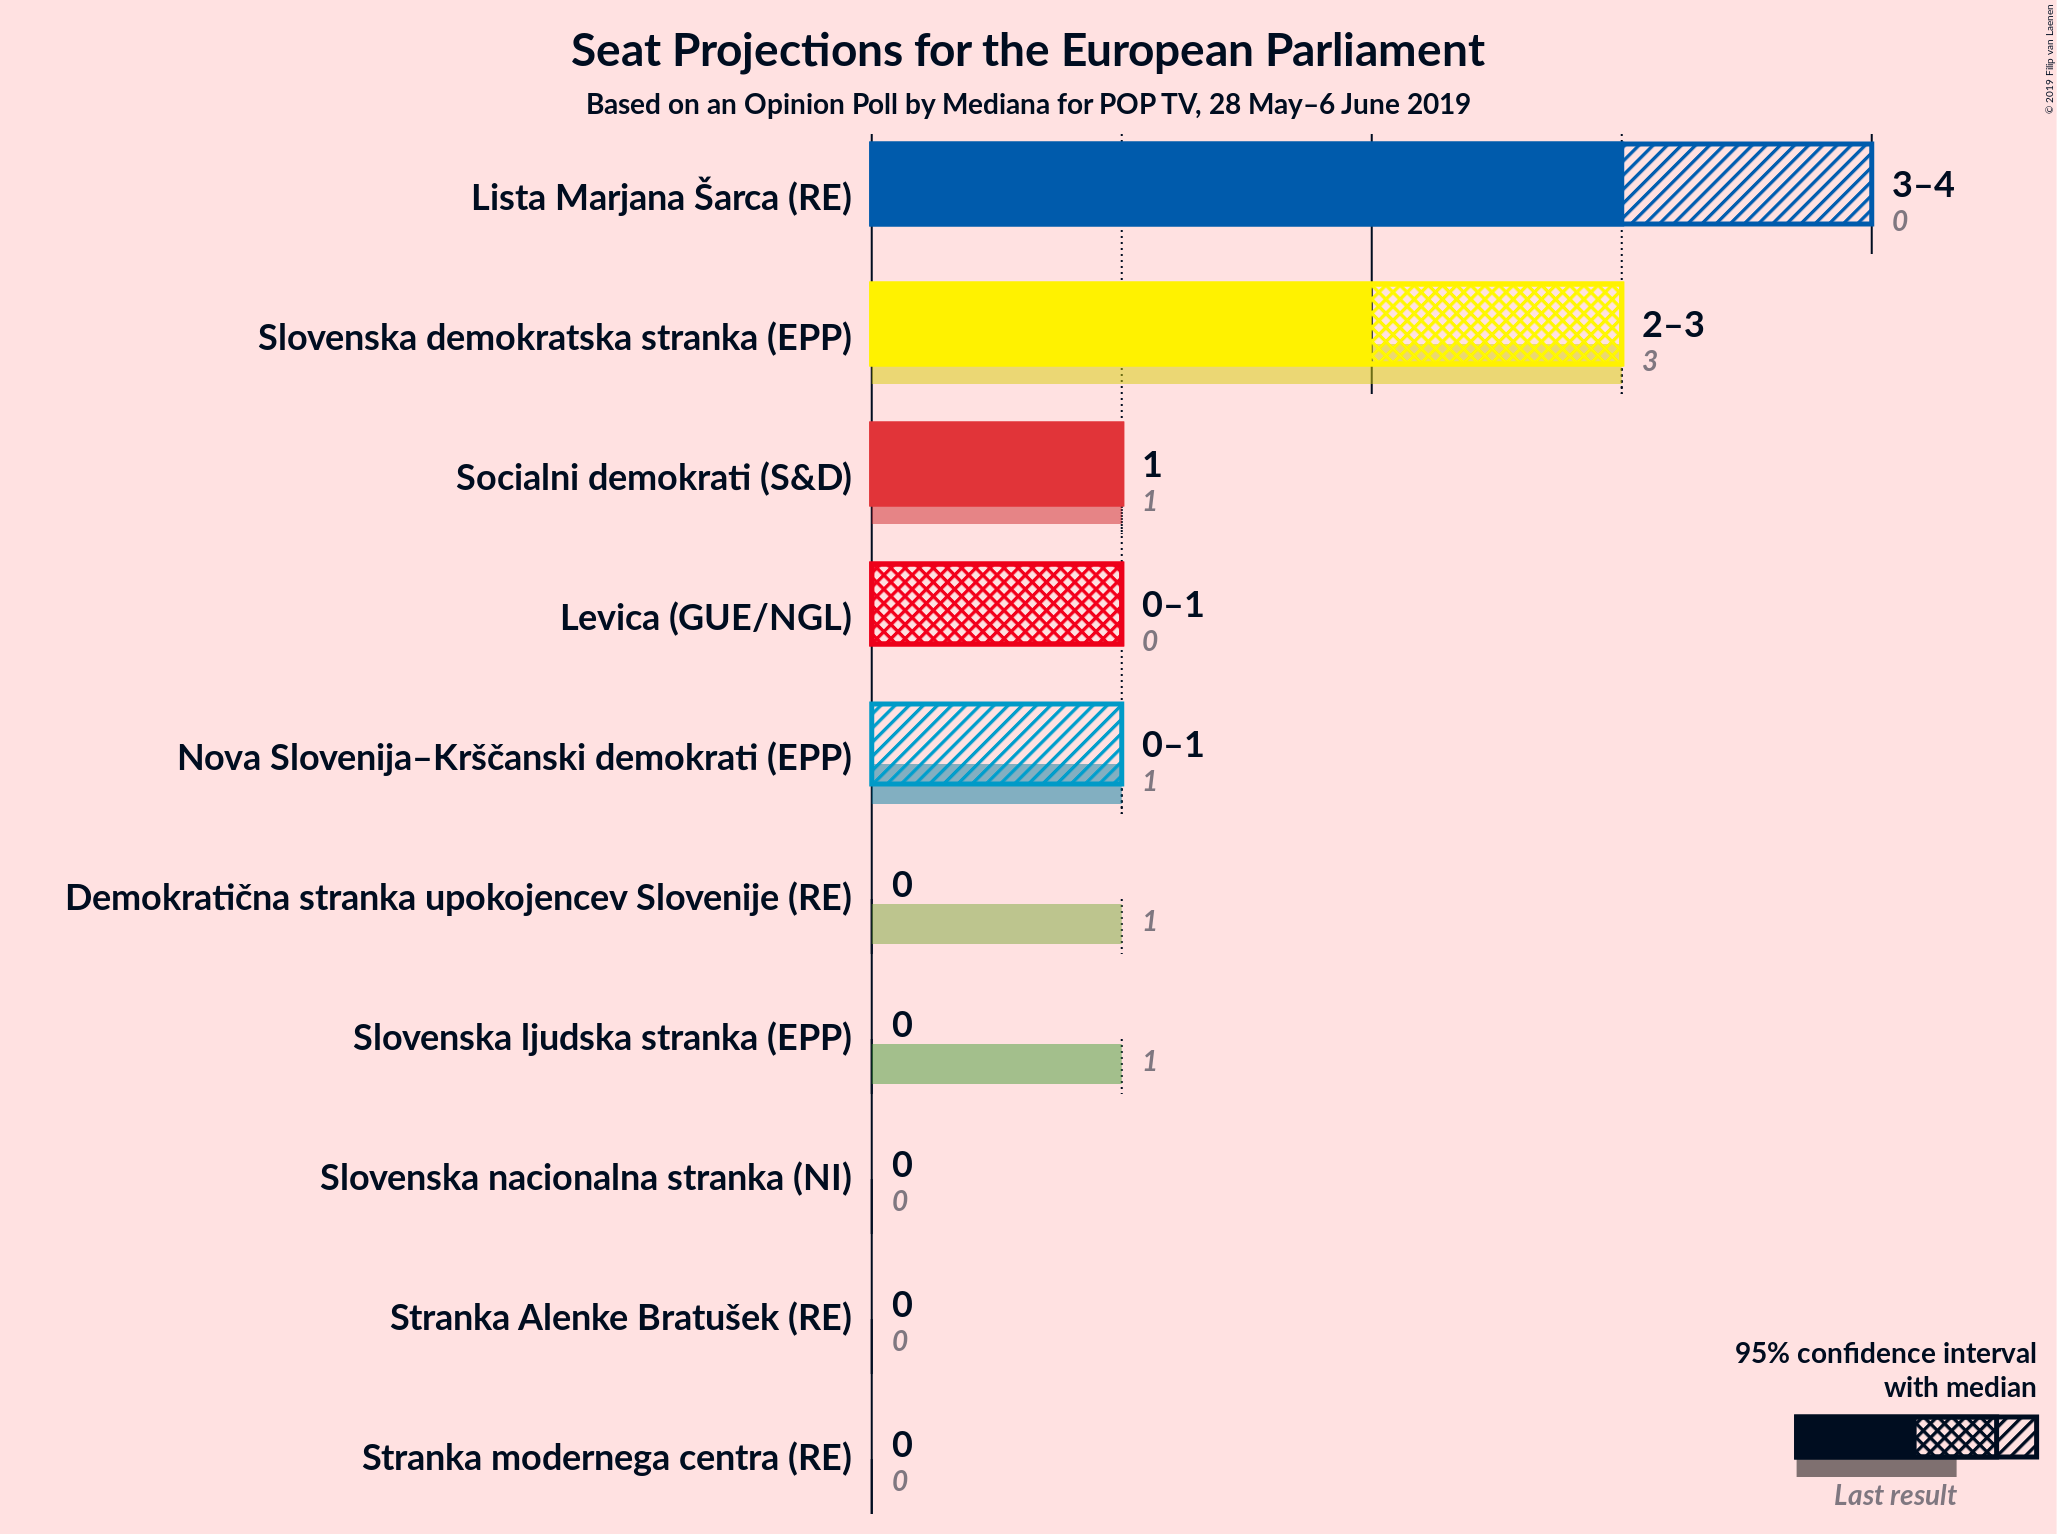 Seat Projections for the European Parliament
Based on an Opinion Poll by Mediana for POP TV, 28 May–6 June 2019
© 2019 Filip van Laenen
Lista Marjana Šarca (RE)
3–4
0
Slovenska demokratska stranka (EPP)
2–3
3
Socialni demokrati (S&D)
1
1
Levica (GUE/NGL)
0–1
0
Nova Slovenija–Krščanski demokrati (EPP)
0–1
1
Demokratična stranka upokojencev Slovenije (RE)
0
1
Slovenska ljudska stranka (EPP)
0
1
Slovenska nacionalna stranka (NI)
0
0
Stranka Alenke Bratušek (RE)
0
0
Stranka modernega centra (RE)
0
0
95% confidence interval
with median
Last result